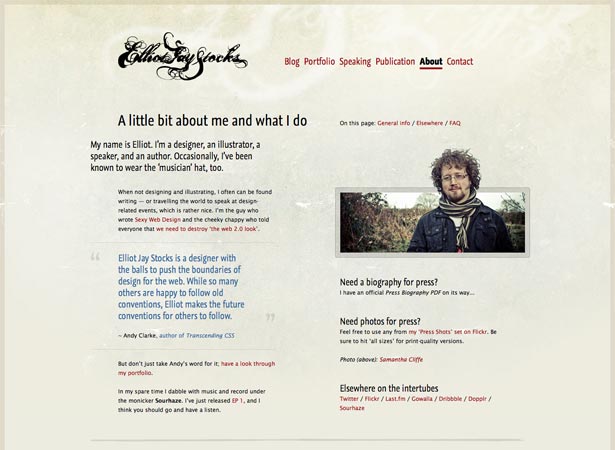 Elliot Jay Stocks
Blog Portfolio Speaking Publication About Contact
A little bit about me and what I do
On this page: General info / Elsewhere / FAQ
My name is Elliot. I'm a designer, an illustrator, a
speaker, and an author. Occasionally, I've been
known to wear the 'musician' hat, too.
When not designing and illustrating, I often can be found
writing — or travelling the world to speak at design-
related events, which is rather nice. I'm the guy who
wrote Sexy Web Design and the cheeky chappy who told
everyone that we need to destroy 'the web 2.0 look'.
“
Elliot Jay Stocks is a designer with
the balls to push the boundaries of
design for the web. While so many
others are happy to follow old
conventions, Elliot makes the future
conventions for others to follow.
”
~ Andy Clarke, author of Transcending CSS
But don't just take Andy's word for it; have a look through
my portfolio.
In my spare time I dabble with music and record under
the monicker Sourhaze. I've just released EP 1, and I
think you should go and have a listen.
Need a biography for press?
I have an official Press Biography PDF on its way...
Need photos for press?
Feel free to use any from my 'Press Shots' set on Flickr. Be
sure to hit 'all sizes' for print-quality versions.
Photo (above): Samantha Cliffe
Elsewhere on the intertubes
Twitter / Flickr / Last.fm / Gowalla / Dribbble / Dopplr /
Sourhaze